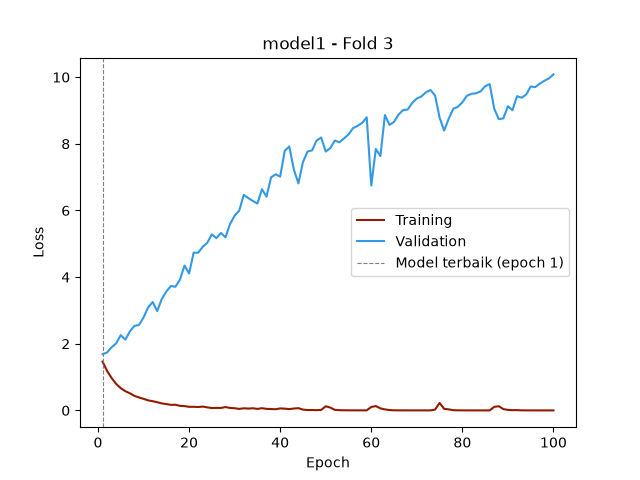 model1 - Fold 3
Loss
10
8
6
4
2
0
Training
Validation
Model terbaik (epoch 1)
0
20
40
60
80
100
Epoch